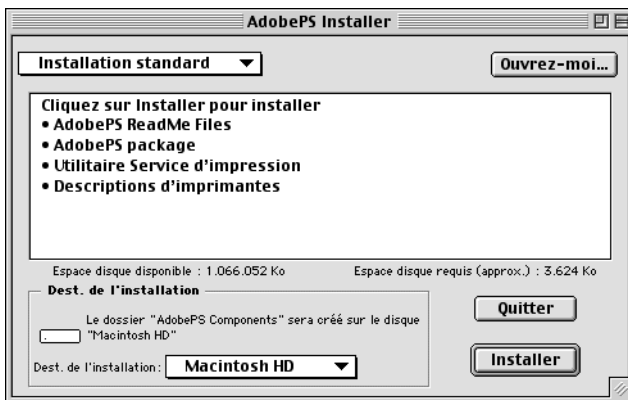 AdobePS Installer
Installation standard
Ouvrez-moi...
Cliquez sur Installer pour installer
• AdobePS ReadMe Files
• AdobePS package
• Utilitaire Service d'impression
• Descriptions d'imprimantes
Espace disque disponible : 1.066.052 Ko
Espace disque requis (approx.) : 3.624 Ko
Dest. de l'installation
Le dossier "AdobePS Components" sera créé sur le disque
"Macintosh HD"
Dest. de l'installation:
Macintosh HD
Quitter
Installer